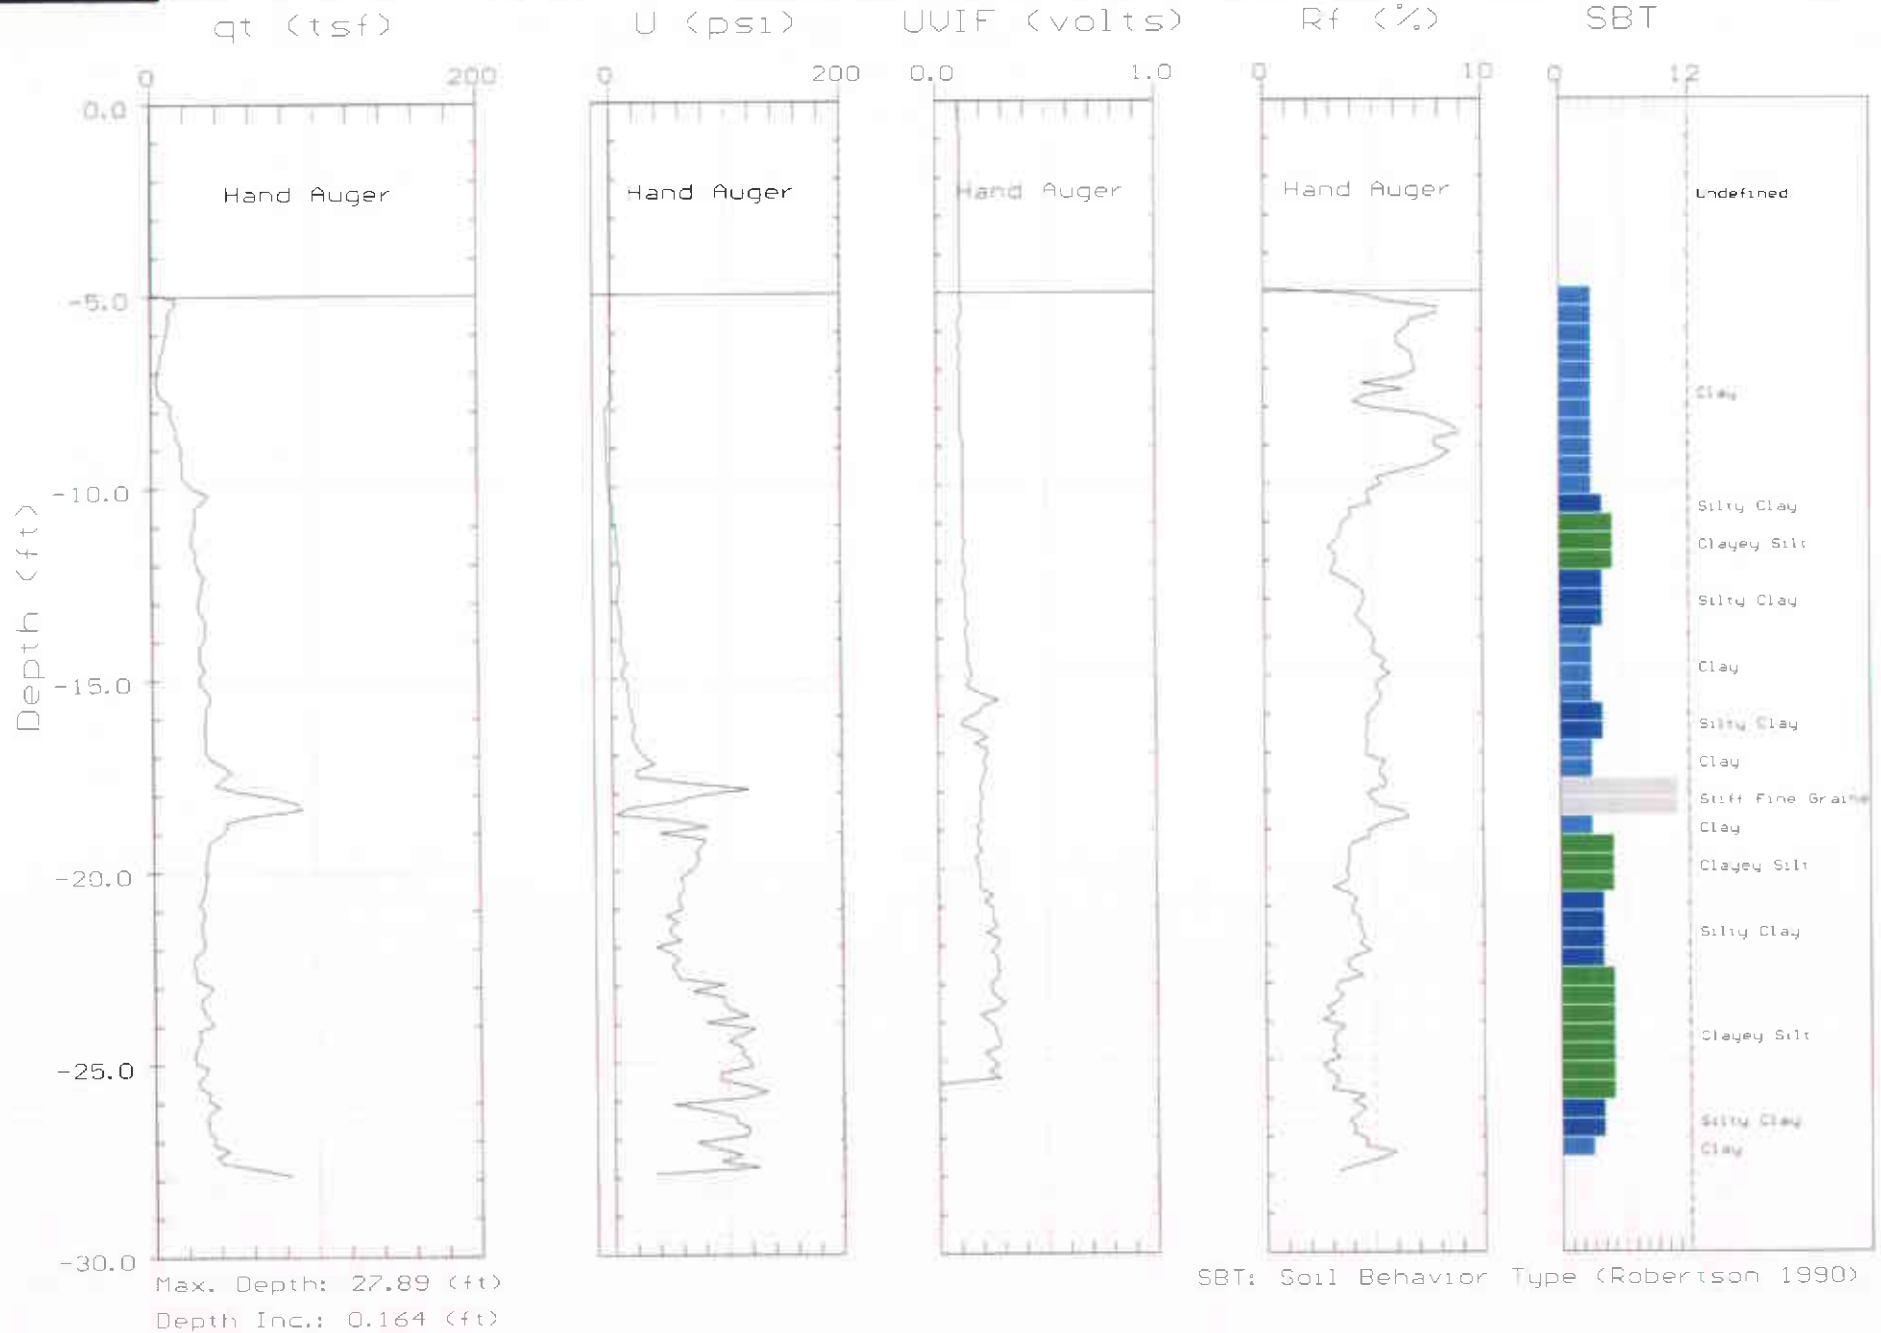 qt (tsf)
U (psi)
UVIF (volts)
Rf (%)
SBT
0 200
0 200
0.0 1.0
0 10
0 12
0.0
Hand Auger
Hand Auger
Hand Auger
Hand Auger
Undefined
-5.0
Clay
-10.0
Silty Clay
Clayey Silt
Silty Clay
Clay
-15.0
Silty Clay
Clay
Stiff Fine Graine
Clay
Clayey Silt
-20.0
Silty Clay
Clayey Silt
-25.0
Silty Clay
Clay
-30.0
Depth (ft)
Max. Depth: 27.89 (ft)
Depth Inc.: 0.164 (ft)
SBT: Soil Behavior Type (Robertson 1990)